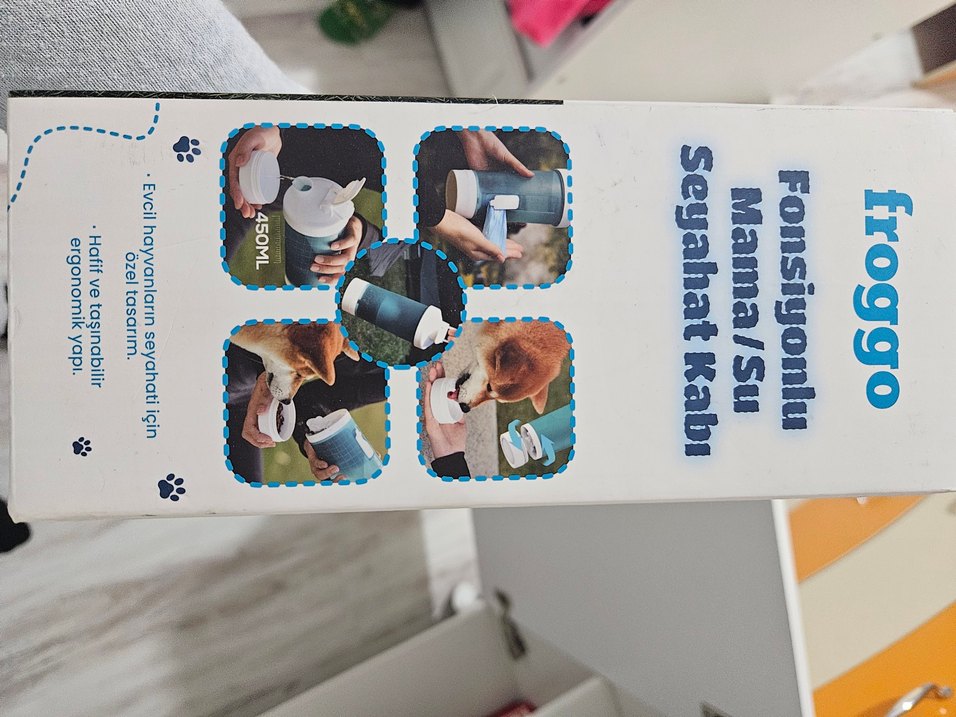 froggo
Fonsiyonlu
Mama/Su
Seyahat Kabı
450ML
· Evcil hayvanların seyahati için
özel tasarım.
· Hafif ve taşınabilir
ergonomik yapı.